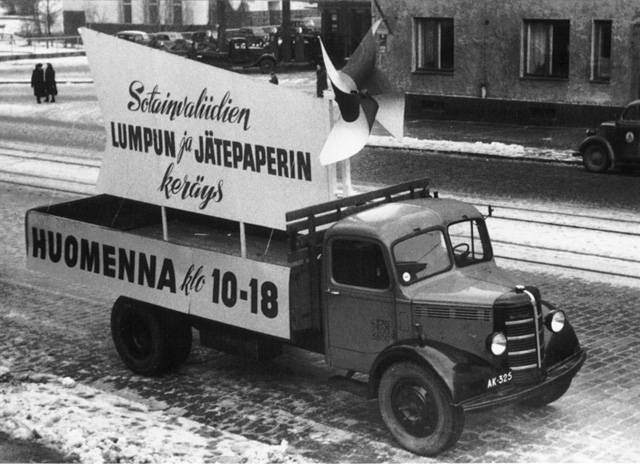 Sotainvaliidien
LUMPUN ja JÄTEPAPERIN
keräys
HUOMENNA klo 10-18
AK-325